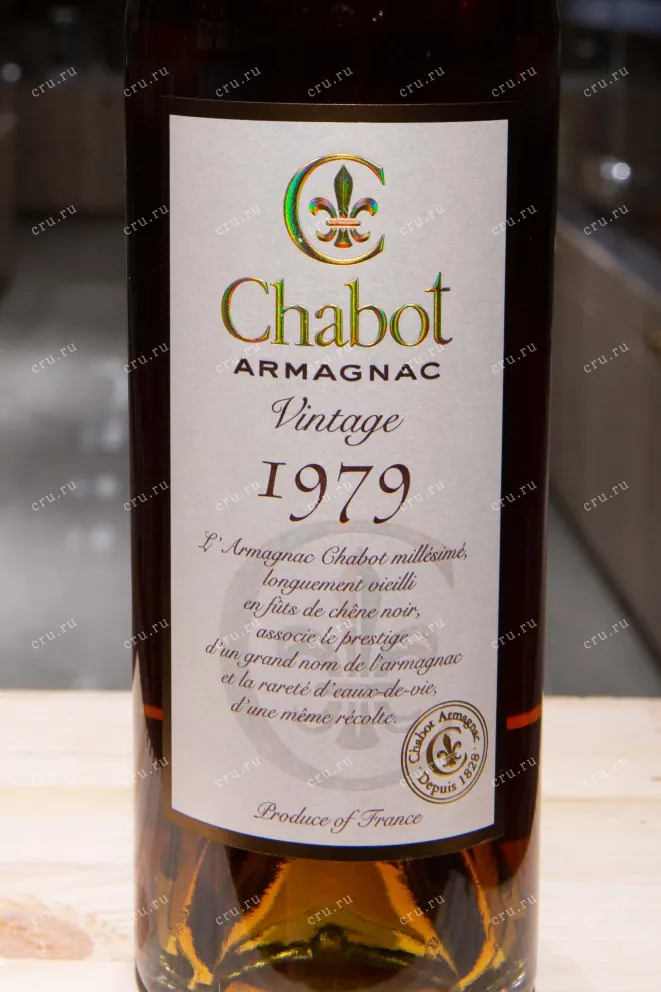 C
Chabot
ARMAGNAC
Vintage
1979
L'Armagnac Chabot millésimé,
longuement vieilli
en fûts de chêne noir,
associe le prestige
d'un grand nom de l'armagnac
et la rareté d'eaux-de-vie,
d'une même récolte.
Chabot Armagnac
C
Depuis 1828
Produce of France
cru.ru